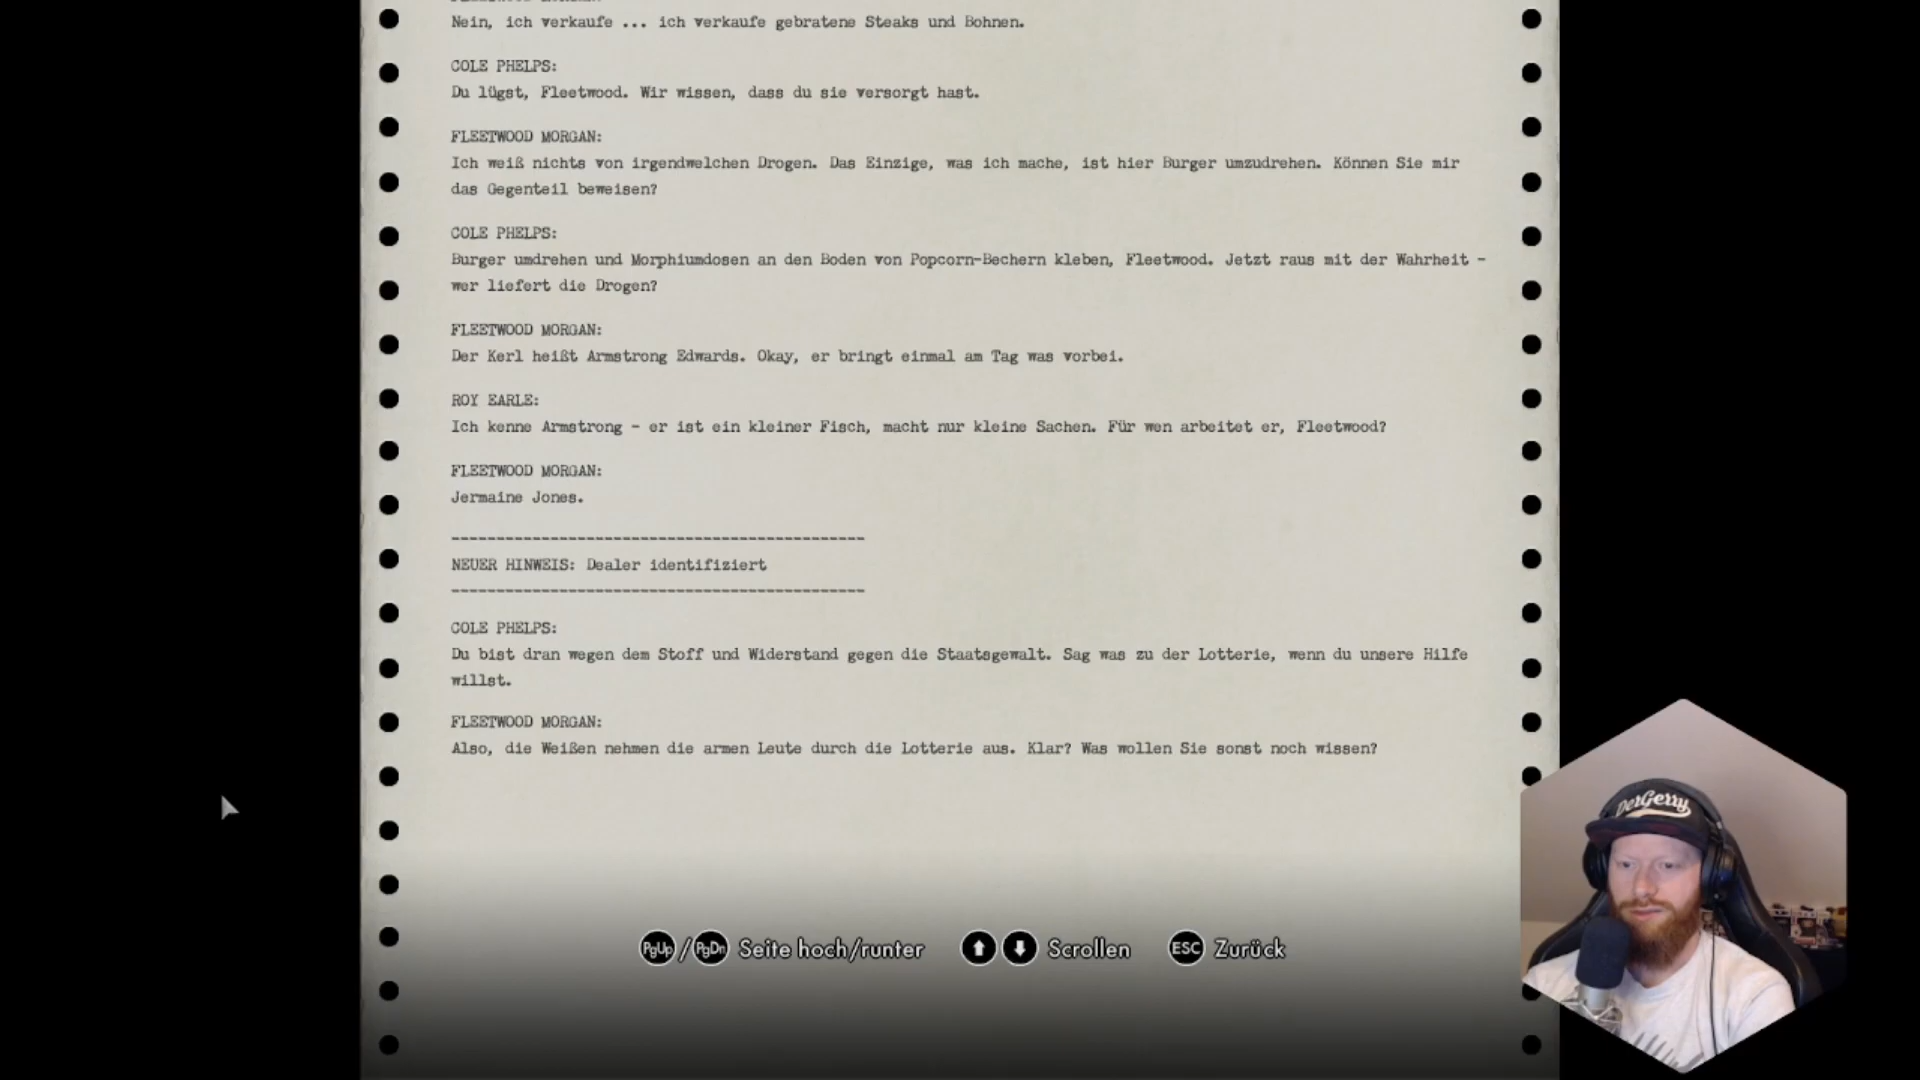 Nein, ich verkaufe ... ich verkaufe gebratene Steaks und Bohnen.
COLE PHELPS:
Du lügst, Fleetwood. Wir wissen, dass du sie versorgt hast.
FLEETWOOD MORGAN:
Ich weiß nichts von irgendwelchen Drogen. Das Einzige, was ich mache, ist hier Burger umzudrehen. Können Sie mir
das Gegenteil beweisen?
COLE PHELPS:
Burger umdrehen und Morphiumdosen an den Boden von Popcorn-Bechern kleben, Fleetwood. Jetzt raus mit der Wahrheit -
wer liefert die Drogen?
FLEETWOOD MORGAN:
Der Kerl heißt Armstrong Edwards. Okay, er bringt einmal am Tag was vorbei.
ROY EARLE:
Ich kenne Armstrong - er ist ein kleiner Fisch, macht nur kleine Sachen. Für wen arbeitet er, Fleetwood?
FLEETWOOD MORGAN:
Jermaine Jones.
----------------------------------------------
NEUER HINWEIS: Dealer identifiziert
----------------------------------------------
COLE PHELPS:
Du bist dran wegen dem Stoff und Widerstand gegen die Staatsgewalt. Sag was zu der Lotterie, wenn du unsere Hilfe
willst.
FLEETWOOD MORGAN:
Also, die Weißen nehmen die armen Leute durch die Lotterie aus. Klar? Was wollen Sie sonst noch wissen?
DerGerry
PgUp/PgDn Seite hoch/runter ↑ ↓ Scrollen ESC Zurück